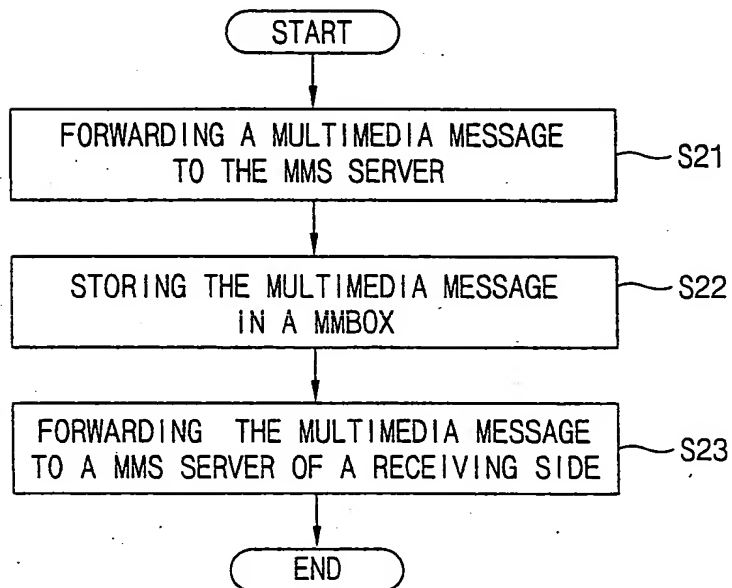 START
FORWARDING A MULTIMEDIA MESSAGE
TO THE MMS SERVER
S21
STORING THE MULTIMEDIA MESSAGE
IN A MMBOX
S22
FORWARDING THE MULTIMEDIA MESSAGE
TO A MMS SERVER OF A RECEIVING SIDE
S23
END